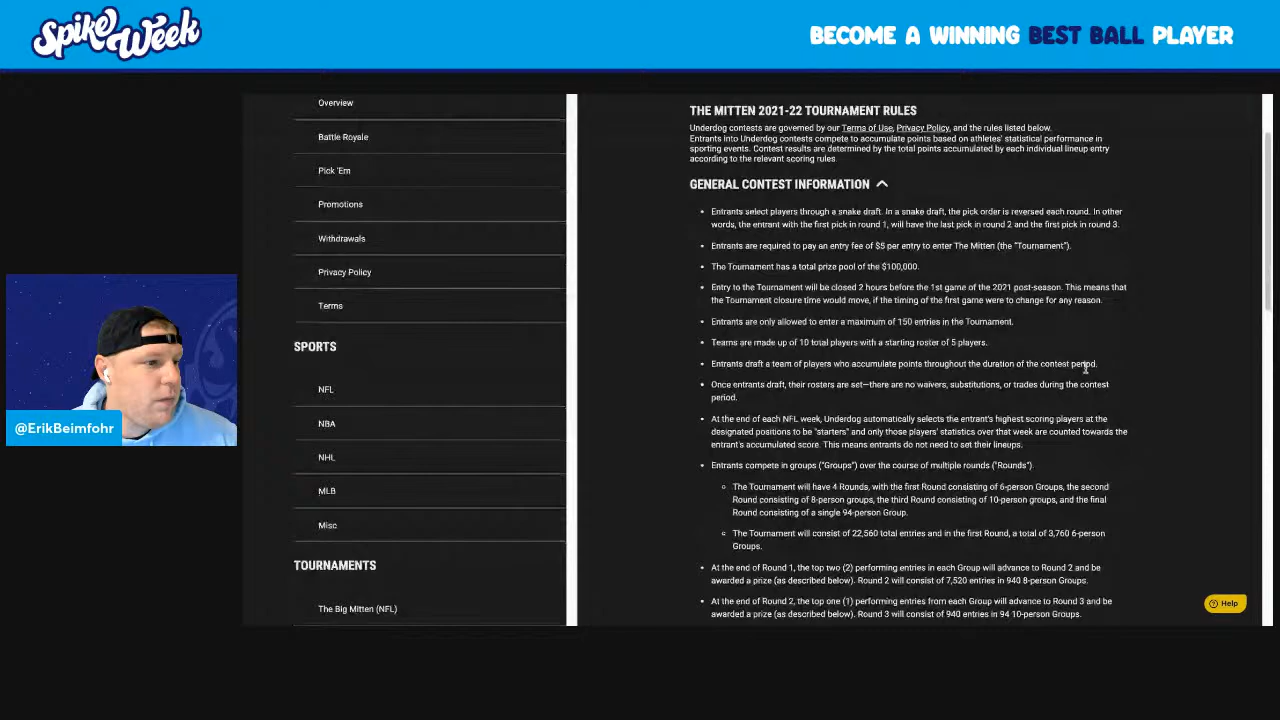 Spike Week
BECOME A WINNING BEST BALL PLAYER
Overview
Battle Royale
Pick 'Em
Promotions
Withdrawals
Privacy Policy
Terms
SPORTS
NFL
NBA
NHL
MLB
Misc
TOURNAMENTS
The Big Mitten (NFL)
@ErikBeimfohr
THE MITTEN 2021-22 TOURNAMENT RULES
Underdog contests are governed by our Terms of Use, Privacy Policy, and the rules listed below.
Entrants into Underdog contests compete to accumulate points based on athletes' statistical performance in
sporting events. Contest results are determined by the total points accumulated by each individual lineup entry
according to the relevant scoring rules
GENERAL CONTEST INFORMATION
Entrants select players through a snake draft. In a snake draft, the pick order is reversed each round. In other
words, the entrant with the first pick in round 1, will have the last pick in round 2 and the first pick in round 3.
Entrants are required to pay an entry fee of $5 per entry to enter The Mitten (the "Tournament").
The Tournament has a total prize pool of the $100,000.
Entry to the Tournament will be closed 2 hours before the 1st game of the 2021 post-season. This means that
the Tournament closure time would move, if the timing of the first game were to change for any reason.
Entrants are only allowed to enter a maximum of 150 entries in the Tournament.
Teams are made up of 10 total players with a starting roster of 5 players.
Entrants draft a team of players who accumulate points throughout the duration of the contest period.
Once entrants draft, their rosters are set—there are no waivers, substitutions, or trades during the contest
period.
At the end of each NFL week, Underdog automatically selects the entrant's highest scoring players at the
designated positions to be "starters" and only those players' statistics over that week are counted towards the
entrant's accumulated score. This means entrants do not need to set their lineups.
Entrants compete in groups ("Groups") over the course of multiple rounds ("Rounds").
The Tournament will have 4 Rounds, with the first Round consisting of 6-person Groups, the second
Round consisting of 8-person groups, the third Round consisting of 10-person groups, and the final
Round consisting of a single 94-person Group.
The Tournament will consist of 22,560 total entries and in the first Round, a total of 3,760 6-person
Groups.
At the end of Round 1, the top two (2) performing entries in each Group will advance to Round 2 and be
awarded a prize (as described below). Round 2 will consist of 7,520 entries in 940 8-person Groups.
At the end of Round 2, the top one (1) performing entries from each Group will advance to Round 3 and be
awarded a prize (as described below). Round 3 will consist of 940 entries in 94 10-person Groups.
Help